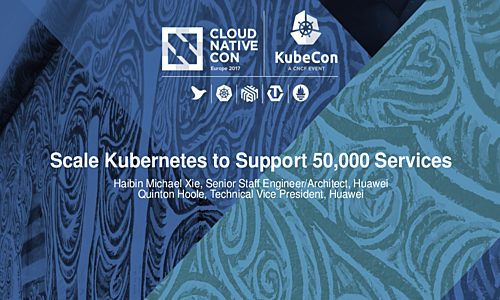 CLOUD
NATIVE
CON
Europe 2017
KubeCon
A CNCF EVENT
Scale Kubernetes to Support 50,000 Services
Haibin Michael Xie, Senior Staff Engineer/Architect, Huawei
Quinton Hoole, Technical Vice President, Huawei